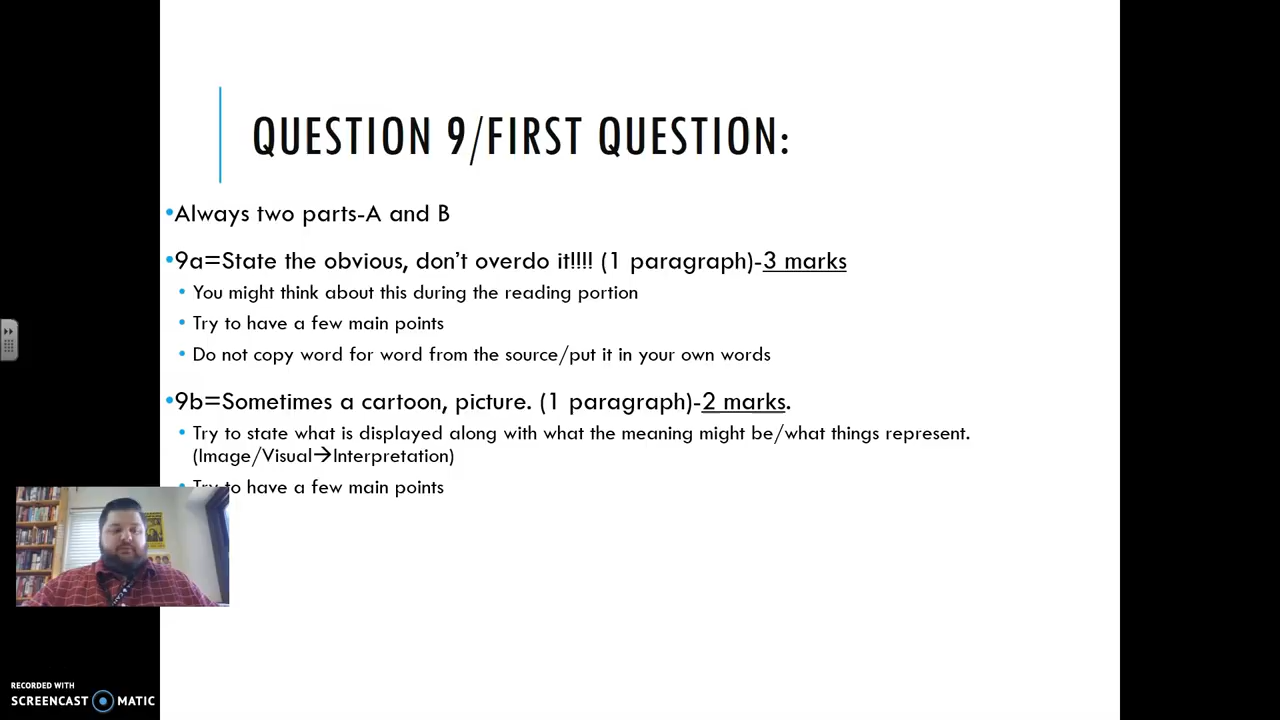 QUESTION 9/FIRST QUESTION:
•Always two parts-A and B
•9a=State the obvious, don't overdo it!!!! (1 paragraph)-3 marks
• You might think about this during the reading portion
• Try to have a few main points
• Do not copy word for word from the source/put it in your own words
•9b=Sometimes a cartoon, picture. (1 paragraph)-2 marks.
• Try to state what is displayed along with what the meaning might be/what things represent.
(Image/Visual→Interpretation)
• Try to have a few main points
RECORDED WITH
SCREENCAST MATIC